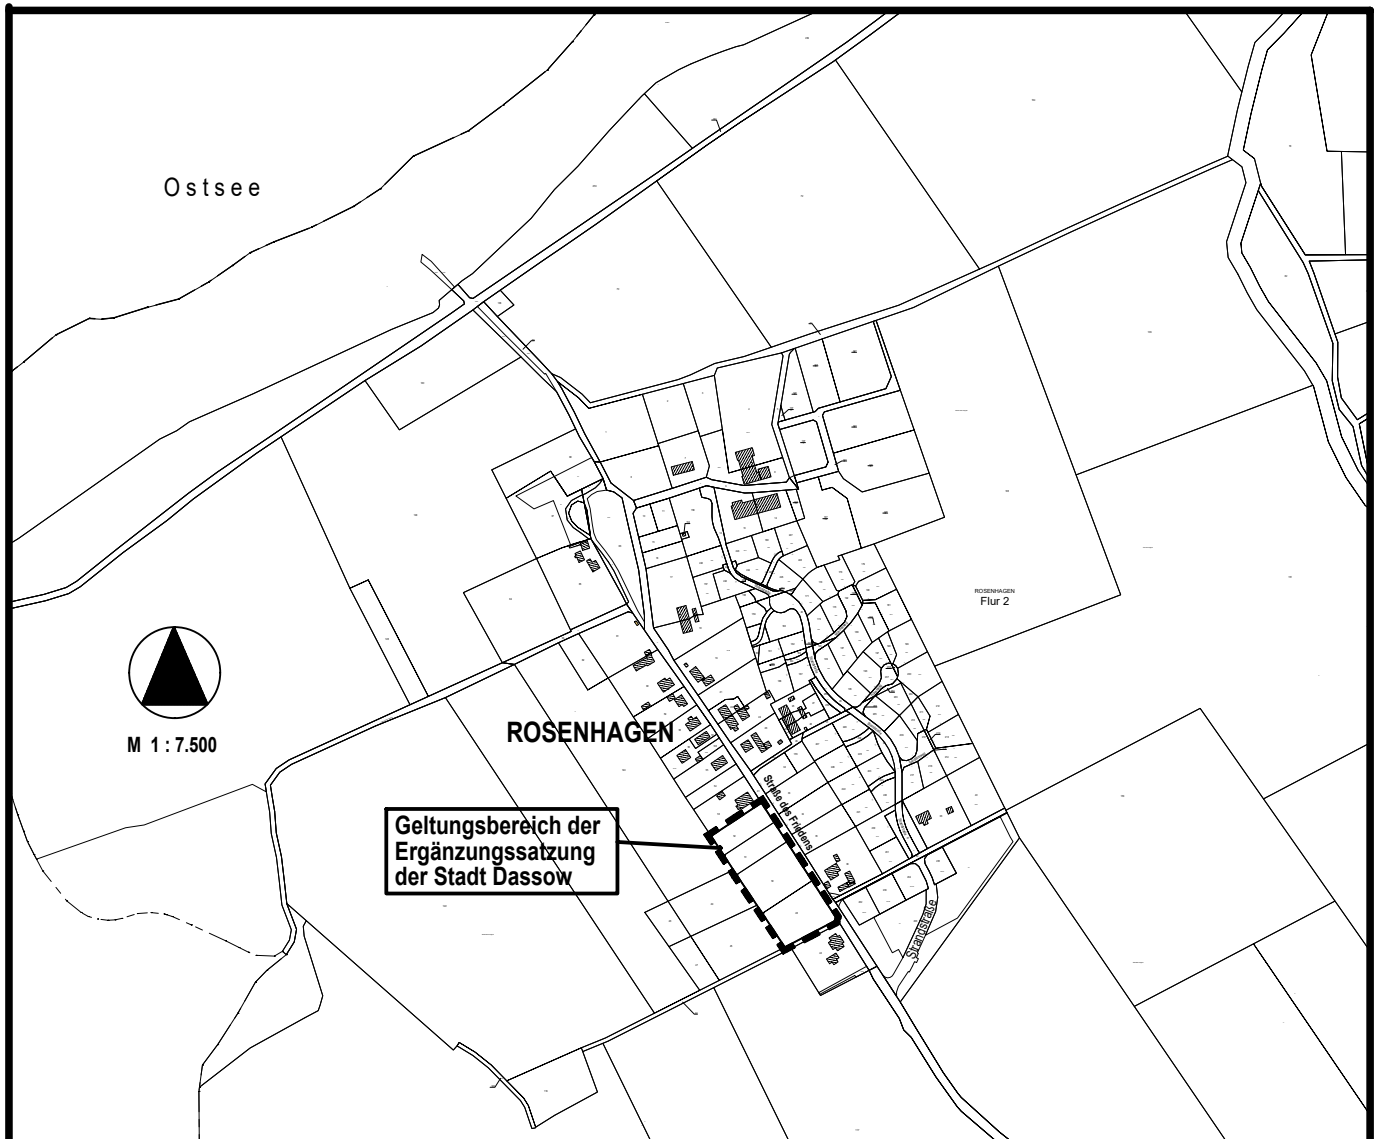 Ostsee
ROSENHAGEN
Flur 2
M 1 : 7.500
ROSENHAGEN
Straße des Friedens
Geltungsbereich der
Ergänzungssatzung
der Stadt Dassow
Strandstraße